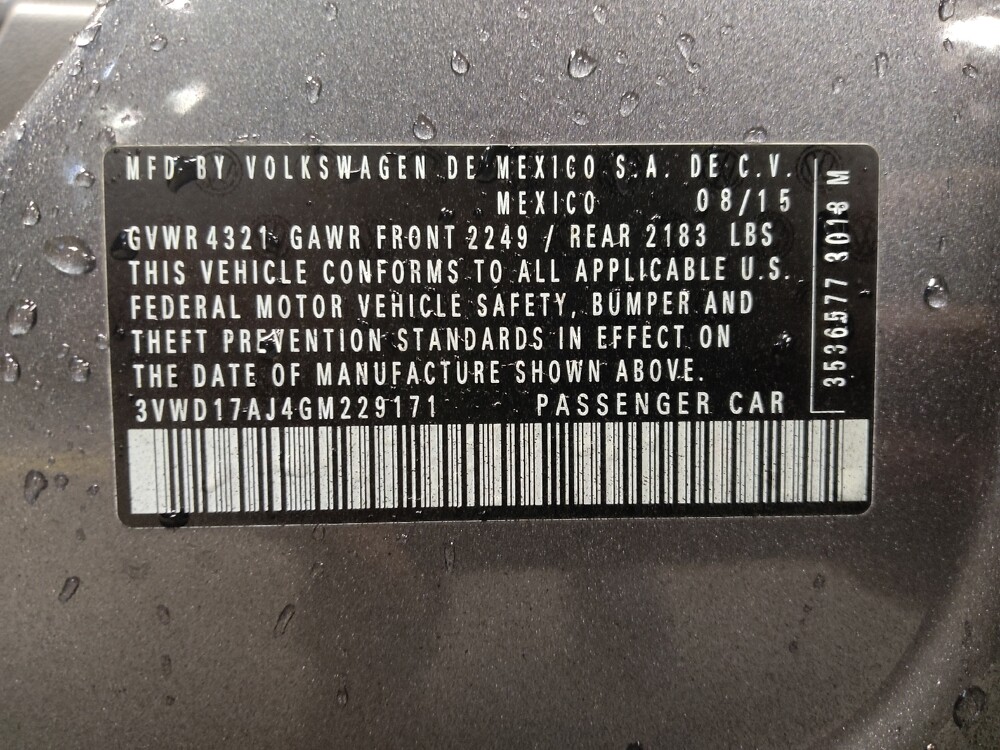 MFD BY VOLKSWAGEN DE MEXICO S.A. DE C.V.
MEXICO 08/15
GVWR 4321 GAWR FRONT 2249 / REAR 2183 LBS
THIS VEHICLE CONFORMS TO ALL APPLICABLE U.S.
FEDERAL MOTOR VEHICLE SAFETY, BUMPER AND
THEFT PREVENTION STANDARDS IN EFFECT ON
THE DATE OF MANUFACTURE SHOWN ABOVE.
3VWD17AJ4GM229171 PASSENGER CAR
3536577 3018 M